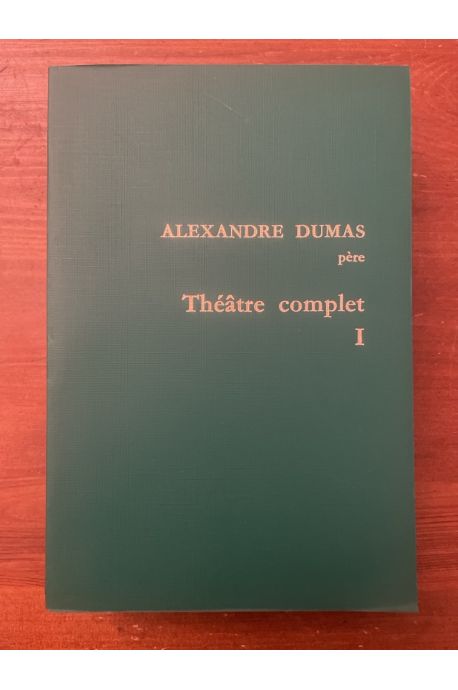 ALEXANDRE DUMAS
père
Théâtre complet
I